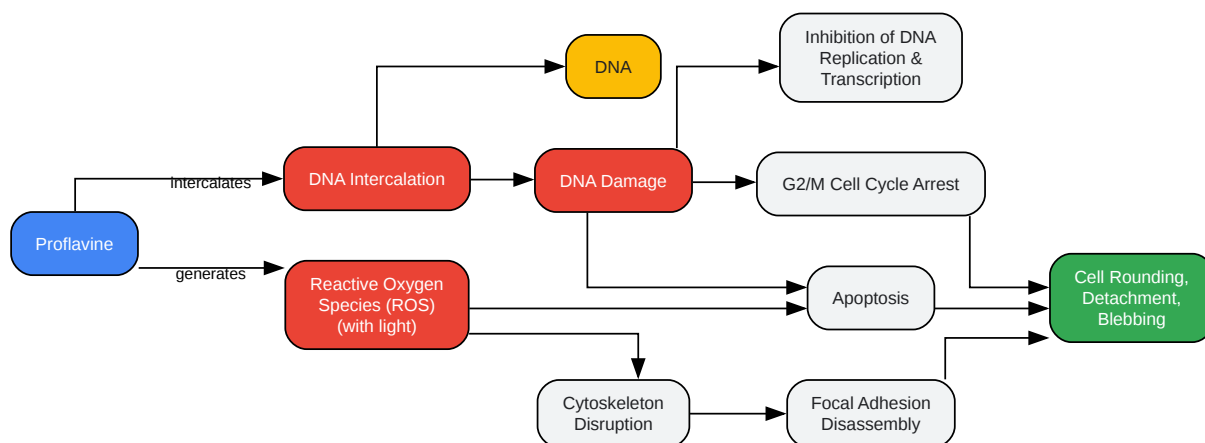 DNA
Inhibition of DNA
Replication &
Transcription
intercalates
DNA Intercalation
DNA Damage
G2/M Cell Cycle Arrest
Proflavine
generates
Reactive Oxygen
Species (ROS)
(with light)
Apoptosis
Cell Rounding,
Detachment,
Blebbing
Cytoskeleton
Disruption
Focal Adhesion
Disassembly